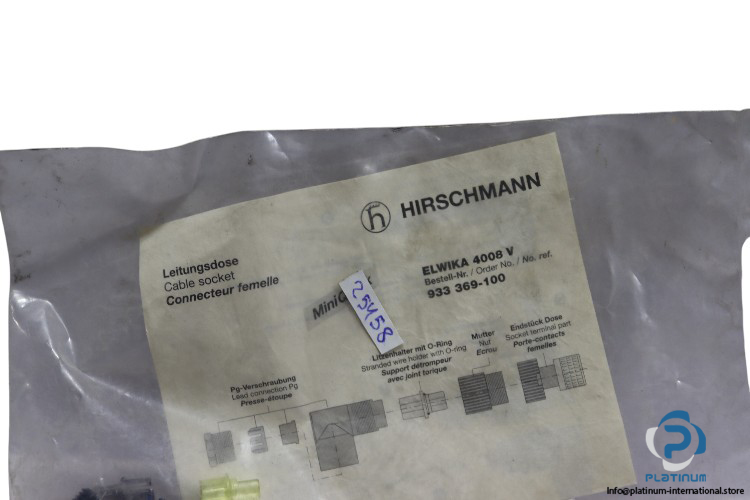 HIRSCHMANN
Leitungsdose
Cable socket
Connecteur femelle
ELWIKA 4008 V
Bestell-Nr. / Order No. / No. ref.
933 369-100
25458
Pg-Verschraubung
Lead connection Pg
Presse-étoupe
Litzenhalter mit O-Ring
Stranded wire holder with O-ring
Support détrompeur
avec joint torique
Mutter
Nut
Ecrou
Endstück Dose
Socket terminal part
Porte-contacts
femelles
PLATINUM
info@platinum-international.store